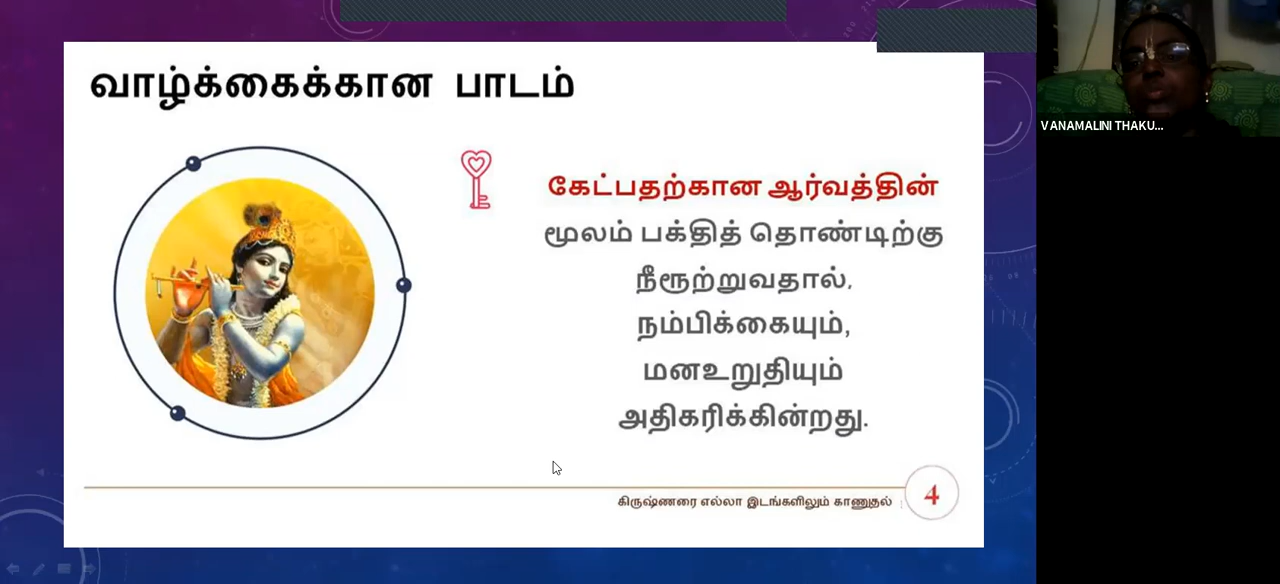 வாழ்க்கைக்கான பாடம்
கேட்பதற்கான ஆர்வத்தின்
மூலம் பக்தித் தொண்டிற்கு
நீரூற்றுவதால்,
நம்பிக்கையும்,
மனஉறுதியும்
அதிகரிக்கின்றது.
கிருஷ்ணரை எல்லா இடங்களிலும் காணுதல்
4
VANAMALINI THAKU...